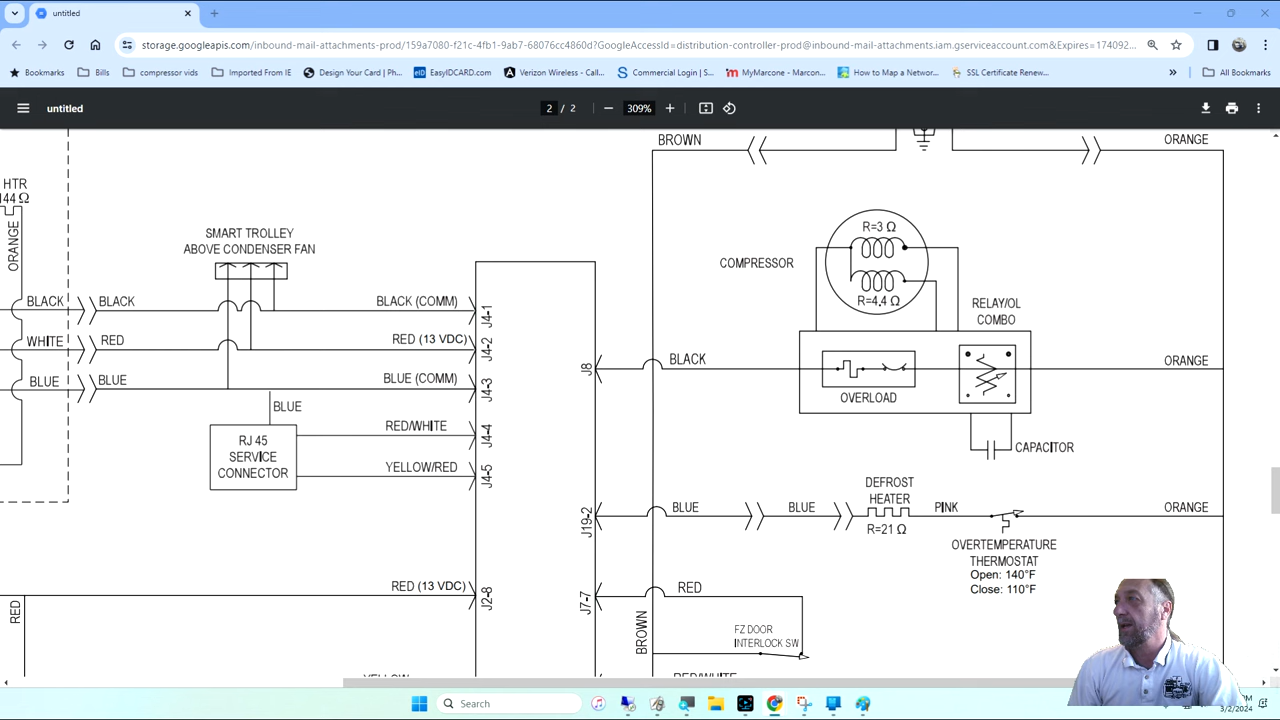 untitled
storage.googleapis.com/inbound-mail-attachments-prod/159a7080-f21c-4fb1-9ab7-68076cc4860d?GoogleAccessId=distribution-controller-prod@inbound-mail-attachments.iam.gserviceaccount.com&Expires=174092...
Bookmarks
Bills
kompressor vids
Imported From IE
Design Your Card | Ph...
EasyIDCARD.com
Verizon Wireless - Call...
Commercial Login | S...
MyMarcone - Marcon...
How to Map a Networ...
SSL Certificate Renew...
All Bookmarks
untitled
2 / 2
309%
BROWN
ORANGE
HTR
144 Ω
ORANGE
SMART TROLLEY
ABOVE CONDENSER FAN
R=3 Ω
COMPRESSOR
R=4.4 Ω
RELAY/OL
COMBO
BLACK
BLACK
BLACK (COMM)
J4-1
WHITE
RED
RED (13 VDC)
J4-2
BLUE
BLUE
BLUE (COMM)
J4-3
J8
BLACK
ORANGE
OVERLOAD
BLUE
RJ 45
SERVICE
CONNECTOR
RED/WHITE
J4-4
YELLOW/RED
J4-5
CAPACITOR
DEFROST
HEATER
J19-2
BLUE
BLUE
PINK
ORANGE
R=21 Ω
OVERTEMPERATURE
THERMOSTAT
Open: 140°F
Close: 110°F
RED
RED (13 VDC)
J2-8
J7-7
RED
BROWN
FZ DOOR
INTERLOCK SW
YELLOW
RED/WHITE
Search
3/2/2024